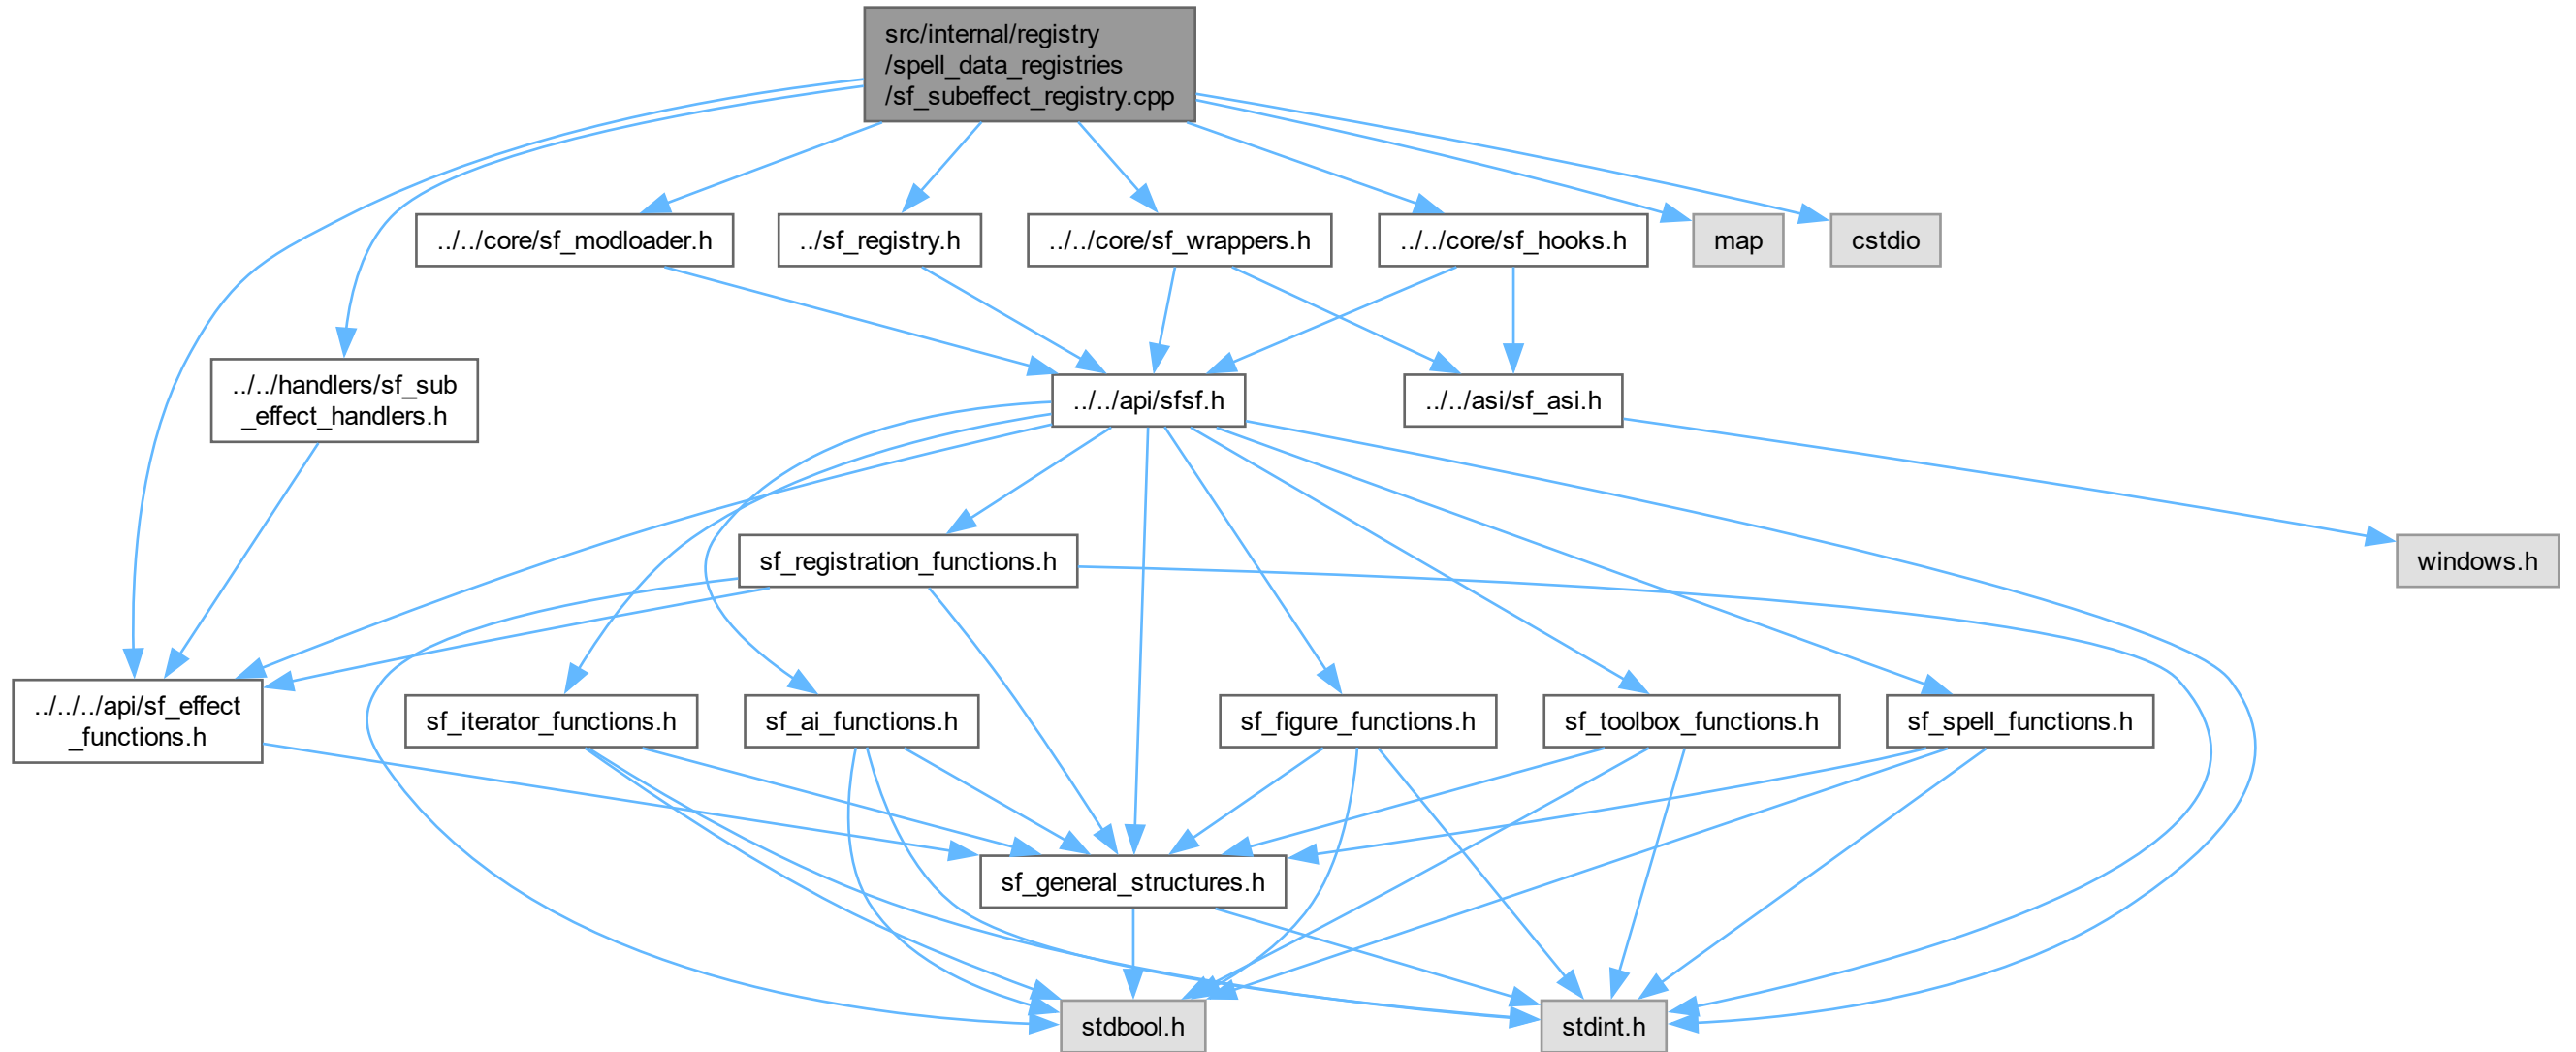 src/internal/registry
/spell_data_registries
/sf_subeffect_registry.cpp
../../core/sf_modloader.h
../sf_registry.h
../../core/sf_wrappers.h
../../core/sf_hooks.h
map
cstdio
../../handlers/sf_sub
_effect_handlers.h
../../api/sfsf.h
../../asi/sf_asi.h
sf_registration_functions.h
windows.h
../../../api/sf_effect
_functions.h
sf_iterator_functions.h
sf_ai_functions.h
sf_figure_functions.h
sf_toolbox_functions.h
sf_spell_functions.h
sf_general_structures.h
stdbool.h
stdint.h